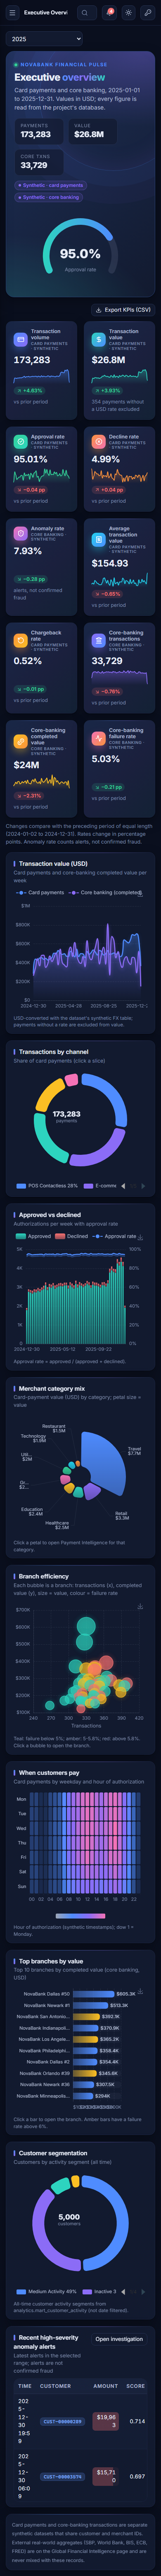 Executive Overvi
2025
NOVABANK FINANCIAL PULSE
Executive overview
Card payments and core banking, 2025-01-01
to 2025-12-31. Values in USD; every figure is
read from the project's database.
PAYMENTS
173,283
VALUE
$26.8M
CORE TXNS
33,729
Synthetic · card payments
Synthetic · core banking
95.0%
Approval rate
Export KPIs (CSV)
Transaction volume
CARD PAYMENTS · SYNTHETIC
173,283
+4.83%
vs prior period
Transaction value
CARD PAYMENTS · SYNTHETIC
$26.8M
+3.93%
354 payments without a USD rate excluded
Approval rate
CARD PAYMENTS · SYNTHETIC
95.01%
−0.04 pp
vs prior period
Decline rate
CARD PAYMENTS · SYNTHETIC
4.99%
+0.04 pp
vs prior period
Anomaly rate
CORE BANKING · SYNTHETIC
7.93%
alerts, not confirmed fraud
Average transaction value
CARD PAYMENTS · SYNTHETIC
$154.93
vs prior period
Chargeback rate
CARD PAYMENTS · SYNTHETIC
0.52%
−0.01 pp
vs prior period
Core-banking transactions
CORE BANKING · SYNTHETIC
33,729
−0.76%
vs prior period
Core-banking completed value
CORE BANKING · SYNTHETIC
$24M
−2.31%
vs prior period
Core-banking failure rate
CORE BANKING · SYNTHETIC
5.03%
−0.21 pp
vs prior period
Changes compare with the preceding period of equal length
(2024-01-02 to 2024-12-31). Rates change in percentage
points. Anomaly rate counts alerts, not confirmed fraud.
Transaction value (USD)
Card payments and core-banking completed value per
week
Card payments
Core banking (completed)
$1M
$800K
$600K
$400K
$200K
$0
2024-12-30
2025-04-28
2025-08-25
USD-converted with the dataset's synthetic FX table;
payments without a rate are excluded from value.
Transactions by channel
Share of card payments (click a slice)
173,283
payments
POS Contactless 28%
E-comm
Approved vs declined
Authorizations per week with approval rate
Approved
Declined
Approval rate
5K
4K
3K
2K
1K
0
100%
80%
60%
40%
20%
0%
2024-12-30
2025-05-12
2025-09-22
Approval rate = approved / (approved + declined).
Merchant category mix
Card-payment value (USD) by category; petal size =
value
Restaurant
$1.5M
Technology
$1.8M
Education
$2.4M
Healthcare
$2.5M
Retail
$3.3M
Travel
$7.7M
Click a petal to open Payment Intelligence for that
category.
Branch efficiency
Each bubble is a branch: transactions (x), completed
value (y), size = value, colour = failure rate
$700K
$600K
$500K
$400K
$300K
$200K
$100K
240
270
300
330
360
390
420
Transactions
Teal: failure below 5%; amber: 5-5.8%; red: above 5.8%.
Click a bubble to open the branch.
When customers pay
Card payments by weekday and hour of authorization
Mon
Tue
Wed
Thu
Fri
Sat
Sun
00 02 04 06 08 10 12 14 16 18 20 22
Hour of authorization (synthetic timestamps); dow 1 =
Monday.
Top branches by value
Top 10 branches by completed value (core banking,
USD)
NovaBank Dallas #50
$605.3K
NovaBank Newark #1
$513.3K
NovaBank San Antonio...
$392.1K
NovaBank Indianapoli...
$370.9K
NovaBank Los Angele...
$365.2K
NovaBank Philadelphi...
$358.4K
NovaBank Dallas #2
$354.4K
NovaBank Orlando #39
$345.6K
NovaBank Newark #36
$307.5K
NovaBank Minneapolis...
$294K
Click a bar to open the branch. Amber bars have a failure
rate above 6%.
Customer segmentation
Customers by activity segment (all time)
5,000
customers
Medium Activity 49%
Inactive 3
All-time customer activity segments from
analytics.mart_customer_activity (not date filtered).
Recent high-severity
anomaly alerts
Open investigation
Latest alerts in the selected
range; alerts are not
confirmed fraud
TIME
CUSTOMER
AMOUNT
SCORE
202
5-
12-
30
19:5
9
CUST-00000289
$19,96
3
0.714
202
5-
12-
30
06:0
9
CUST-00003574
$15,71
0
0.697
Card payments and core-banking transactions are separate
synthetic datasets that share customer and merchant IDs.
External real-world aggregates (SBP, World Bank, BIS, ECB,
FRED) are on the Global Financial Intelligence page and are
never mixed with these records.